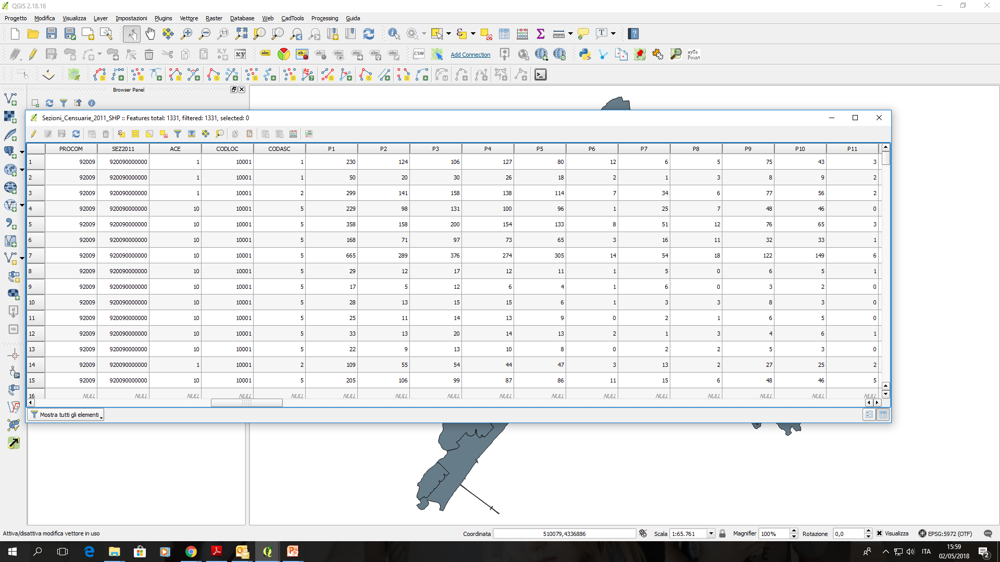 QGIS 2.18.16
Progetto Modifica Visualizza Layer Impostazioni Plugins Vettore Raster Database Web CadTools Processing Guida
CSW Add Connection xyTo Point
Browser Panel
Sezioni_Censuarie_2011_SHP :: Features total: 1331, filtered: 1331, selected: 0
PROCOM SEZ2011 ACE CODLOC CODASC P1 P2 P3 P4 P5 P6 P7 P8 P9 P10 P11
1 92009 920090000000 1 10001 1 230 124 106 127 80 12 6 5 75 43 3
2 92009 920090000000 1 10001 1 50 20 30 26 18 2 1 3 8 9 2
3 92009 920090000000 1 10001 2 299 141 158 138 114 7 34 6 77 56 2
4 92009 920090000000 10 10001 5 229 98 131 100 96 1 25 7 48 46 0
5 92009 920090000000 10 10001 5 358 158 200 154 133 8 51 12 76 65 3
6 92009 920090000000 10 10001 5 168 71 97 73 65 3 16 11 32 33 1
7 92009 920090000000 10 10001 5 665 289 376 274 305 14 54 18 122 149 6
8 92009 920090000000 10 10001 5 29 12 17 12 11 1 5 0 6 5 1
9 92009 920090000000 10 10001 5 17 5 12 6 4 1 6 0 3 2 0
10 92009 920090000000 10 10001 5 28 13 15 15 6 1 3 3 8 3 0
11 92009 920090000000 10 10001 5 25 11 14 13 9 0 2 1 6 5 0
12 92009 920090000000 10 10001 5 33 13 20 14 13 2 1 3 4 6 1
13 92009 920090000000 10 10001 5 22 9 13 10 8 0 2 2 5 3 0
14 92009 920090000000 1 10001 2 109 55 54 44 47 3 13 2 27 25 2
15 92009 920090000000 10 10001 5 205 106 99 87 86 11 15 6 48 46 5
16 NULL NULL NULL NULL NULL NULL NULL NULL NULL NULL NULL NULL NULL NULL NULL NULL
Mostra tutti gli elementi
Attiva/disattiva modifica vettore in uso Coordinata 510079,4336886 Scala 1:65.761 Magnifier 100% Rotazione 0,0 Visualizza EPSG:5972 (OTF)
ITA 15:59
02/05/2018 2